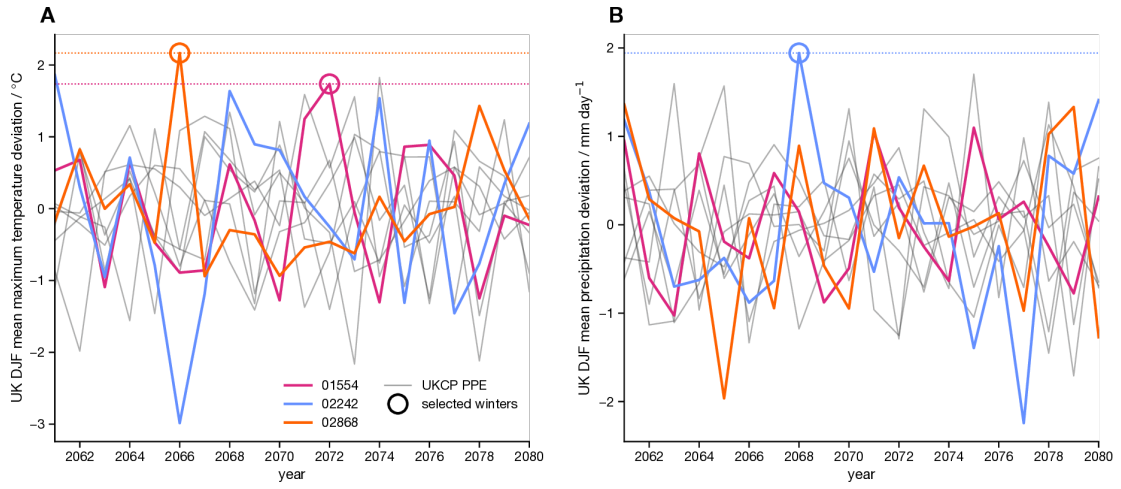 A
UK DJF mean maximum temperature deviation / °C
2
1
0
−1
−2
−3
2062 2064 2066 2068 2070 2072 2074 2076 2078 2080
year
01554
02242
02868
UKCP PPE
selected winters
B
UK DJF mean precipitation deviation / mm day⁻¹
2
1
0
−1
−2
2062 2064 2066 2068 2070 2072 2074 2076 2078 2080
year